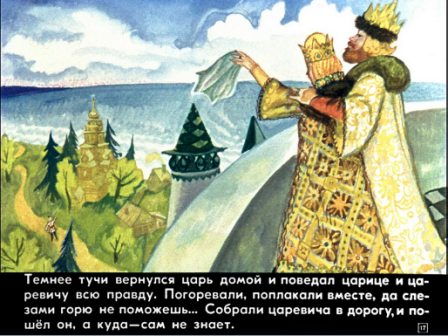 Темнее тучи вернулся царь домой и поведал царице и ца-
ревичу всю правду. Погоревали, поплакали вместе, да сле-
зами горю не поможешь... Собрали царевича в дорогу, и по-
шёл он, а куда—сам не знает.
17